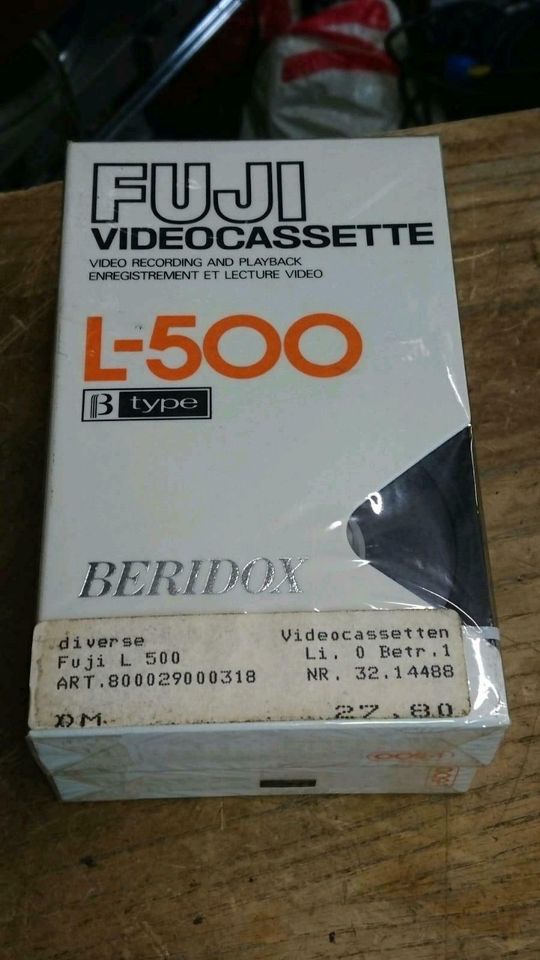 FUJI
VIDEOCASSETTE
VIDEO RECORDING AND PLAYBACK
ENREGISTREMENT ET LECTURE VIDEO
L-500
β type
BERIDOX
diverse Videocassetten
Fuji L 500 Li. 0 Betr.1
ART.800029000318 NR. 32.14488
DM 27.80